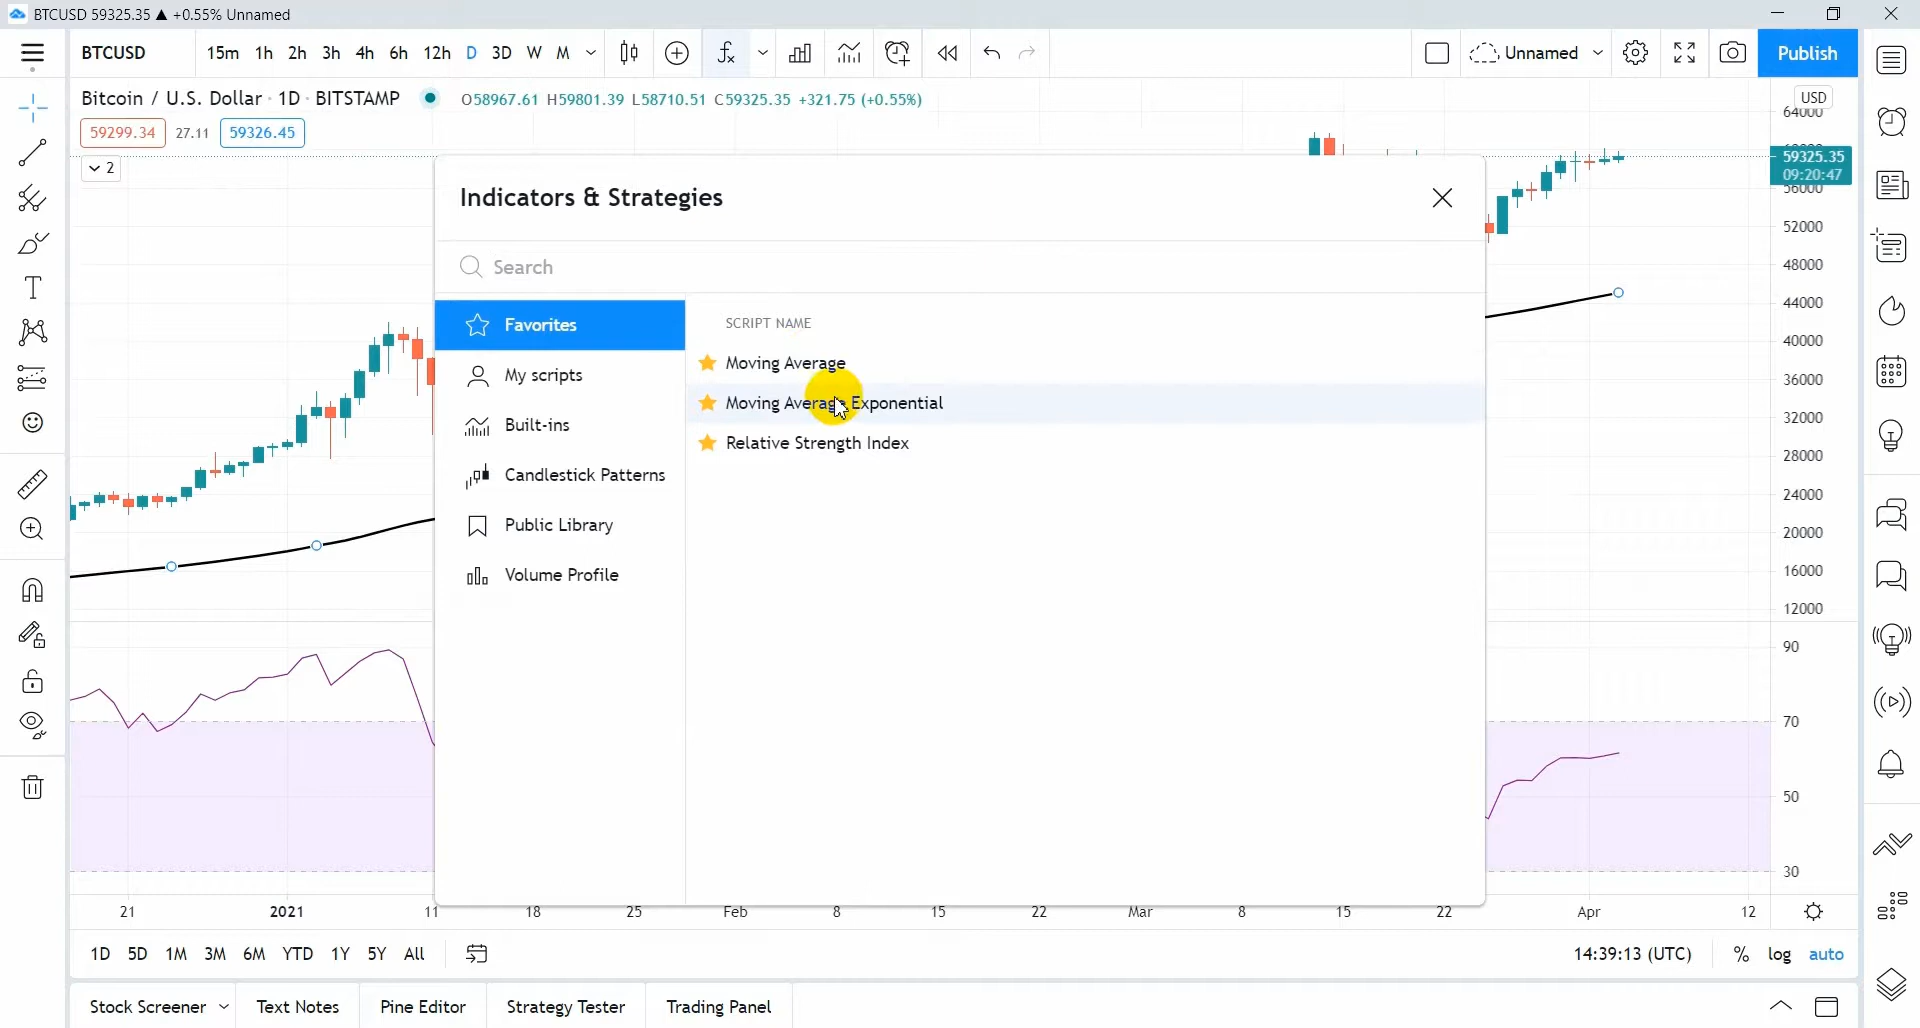 BTCUSD 59325.35 ▲ +0.55% Unnamed
BTCUSD 15m 1h 2h 3h 4h 6h 12h D 3D W M Unnamed Publish
Bitcoin / U.S. Dollar · 1D · BITSTAMP O58967.61 H59801.39 L58710.51 C59325.35 +321.75 (+0.55%) USD
59299.34 27.11 59326.45
2
Indicators & Strategies
Search
Favorites
My scripts
Built-ins
Candlestick Patterns
Public Library
Volume Profile
SCRIPT NAME
Moving Average
Moving Average Exponential
Relative Strength Index
64000
59325.35
09:20:47
56000
52000
48000
44000
40000
36000
32000
28000
24000
20000
16000
12000
90
70
50
30
21 2021 11 18 25 Feb 8 15 22 Mar 8 15 22 Apr 12
1D 5D 1M 3M 6M YTD 1Y 5Y All 14:39:13 (UTC) % log auto
Stock Screener Text Notes Pine Editor Strategy Tester Trading Panel